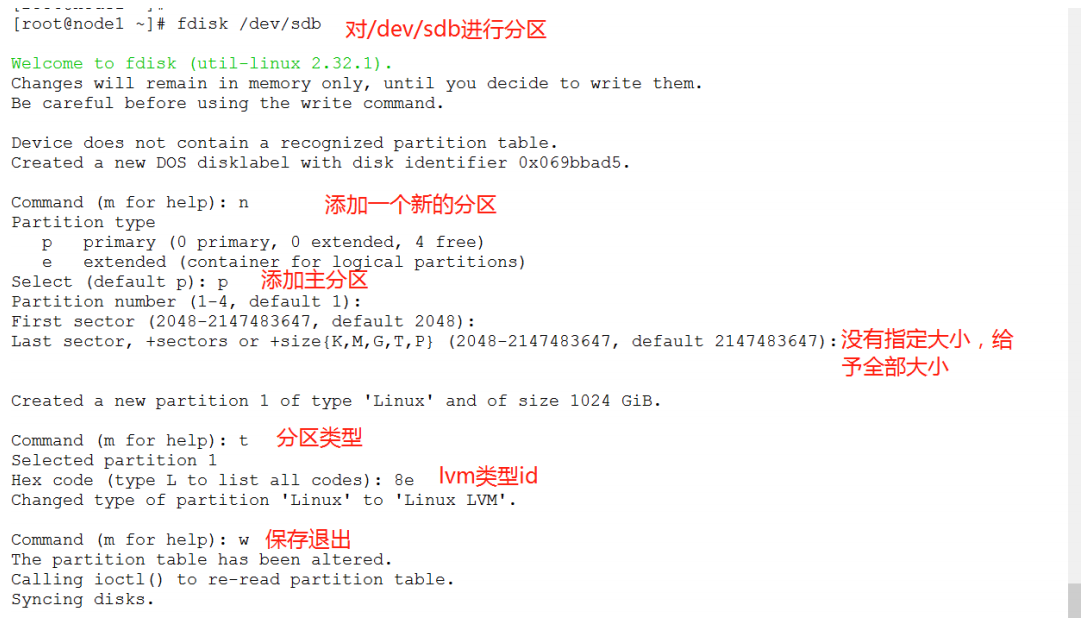 [root@node1 ~]# fdisk /dev/sdb 对/dev/sdb进行分区
Welcome to fdisk (util-linux 2.32.1).
Changes will remain in memory only, until you decide to write them.
Be careful before using the write command.
Device does not contain a recognized partition table.
Created a new DOS disklabel with disk identifier 0x069bbad5.
Command (m for help): n 添加一个新的分区
Partition type
p primary (0 primary, 0 extended, 4 free)
e extended (container for logical partitions)
Select (default p): p 添加主分区
Partition number (1-4, default 1):
First sector (2048-2147483647, default 2048):
Last sector, +sectors or +size{K,M,G,T,P} (2048-2147483647, default 2147483647): 没有指定大小，给
予全部大小
Created a new partition 1 of type 'Linux' and of size 1024 GiB.
Command (m for help): t 分区类型
Selected partition 1
Hex code (type L to list all codes): 8e lvm类型id
Changed type of partition 'Linux' to 'Linux LVM'.
Command (m for help): w 保存退出
The partition table has been altered.
Calling ioctl() to re-read partition table.
Syncing disks.